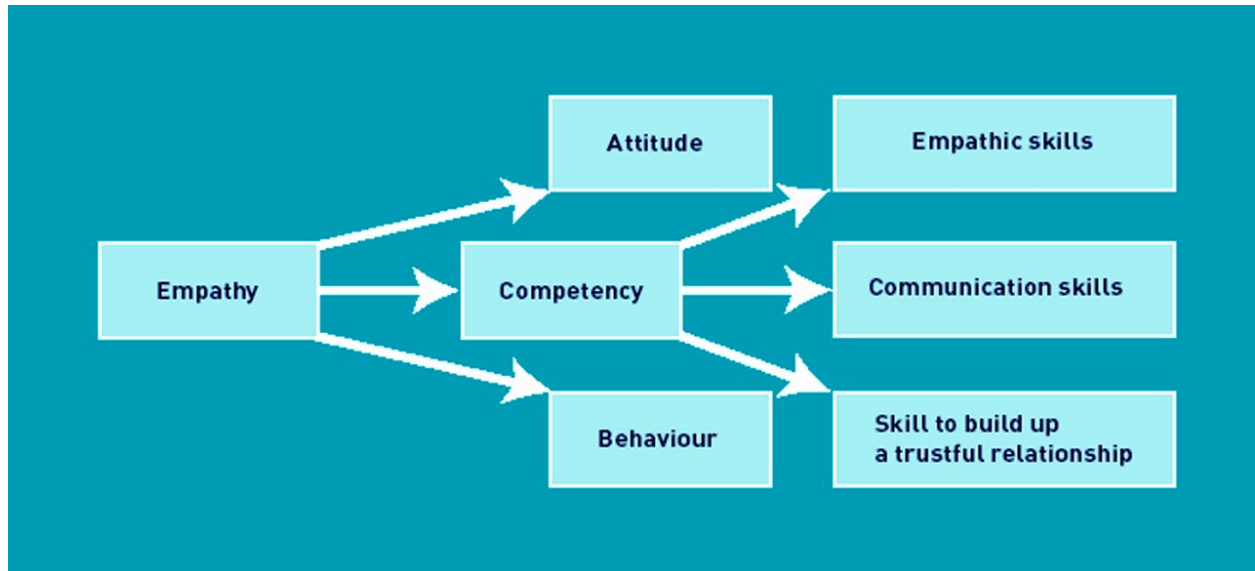 Attitude
Empathic skills
Empathy
Competency
Communication skills
Behaviour
Skill to build up
a trustful relationship